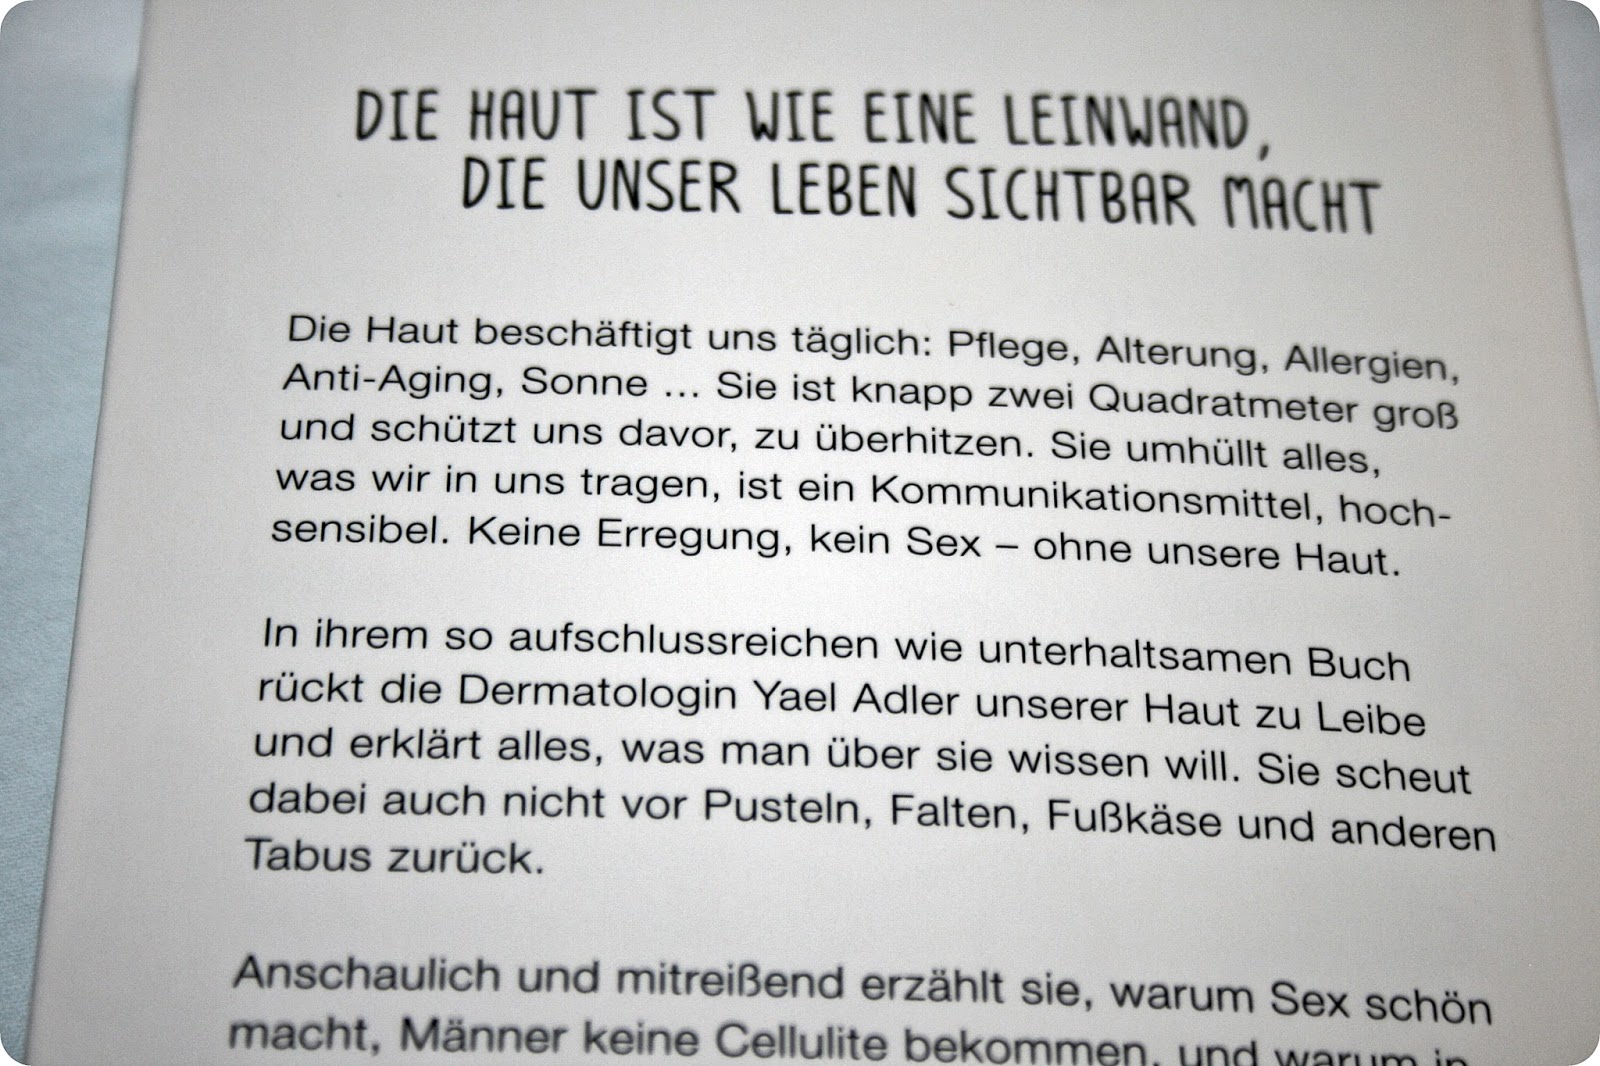 DIE HAUT IST WIE EINE LEINWAND,
DIE UNSER LEBEN SICHTBAR MACHT
Die Haut beschäftigt uns täglich: Pflege, Alterung, Allergien,
Anti-Aging, Sonne ... Sie ist knapp zwei Quadratmeter groß
und schützt uns davor, zu überhitzen. Sie umhüllt alles,
was wir in uns tragen, ist ein Kommunikationsmittel, hoch-
sensibel. Keine Erregung, kein Sex – ohne unsere Haut.
In ihrem so aufschlussreichen wie unterhaltsamen Buch
rückt die Dermatologin Yael Adler unserer Haut zu Leibe
und erklärt alles, was man über sie wissen will. Sie scheut
dabei auch nicht vor Pusteln, Falten, Fußkäse und anderen
Tabus zurück.
Anschaulich und mitreißend erzählt sie, warum Sex schön
macht, Männer keine Cellulite bekommen, und warum in